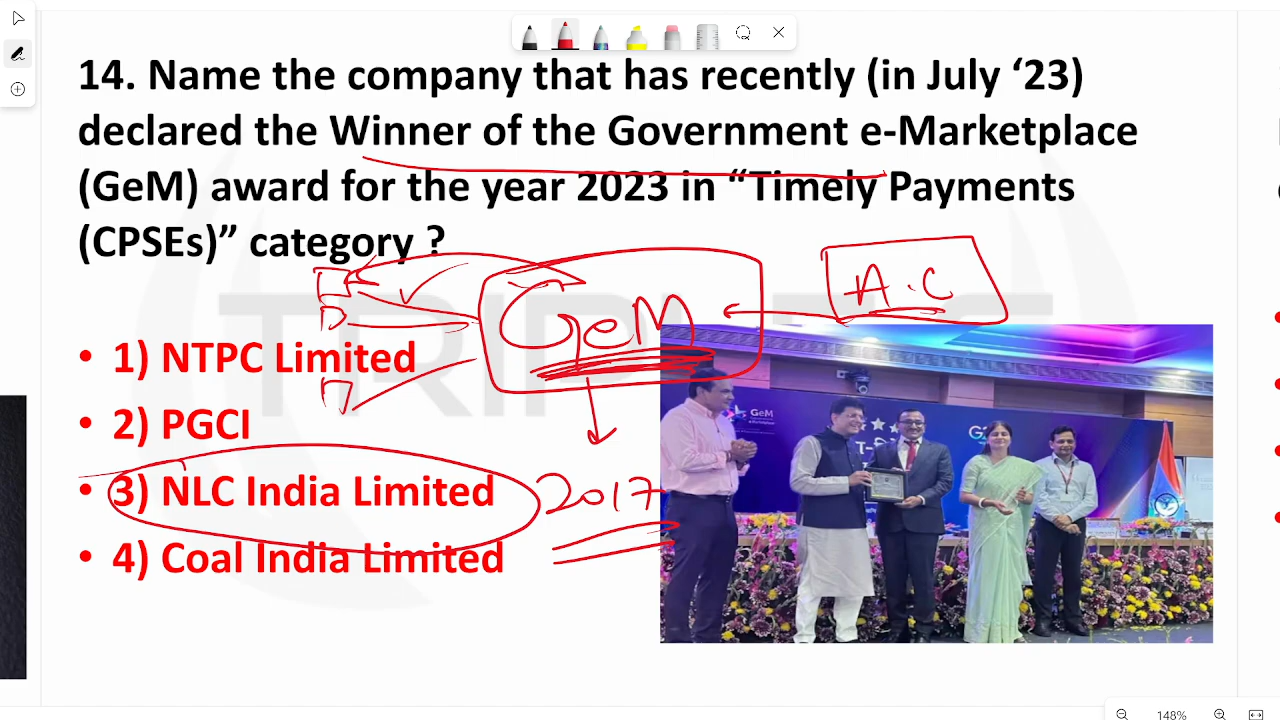 14. Name the company that has recently (in July ‘23)
declared the Winner of the Government e-Marketplace
(GeM) award for the year 2023 in “Timely Payments
(CPSEs)” category ?
GeM
A.C
D
• 1) NTPC Limited
• 2) PGCI
• 3) NLC India Limited
2017
• 4) Coal India Limited
GeM
148%